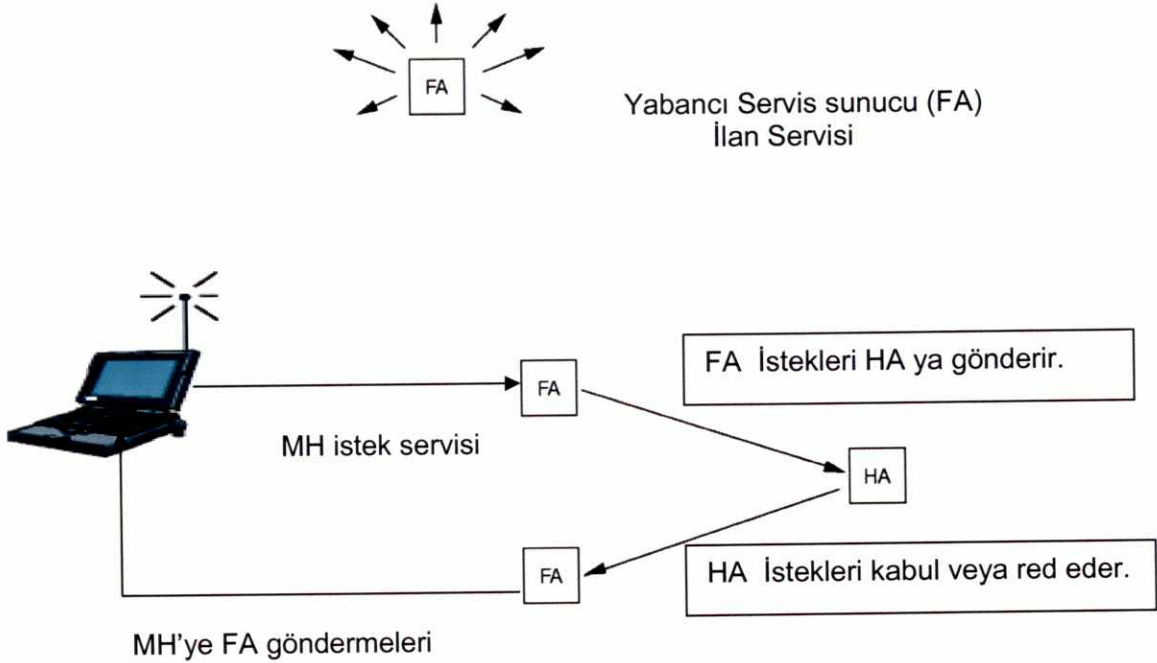 FA
Yabancı Servis sunucu (FA)
İlan Servisi
FA İstekleri HA ya gönderir.
FA
MH istek servisi
HA
FA
HA İstekleri kabul veya red eder.
MH'ye FA göndermeleri